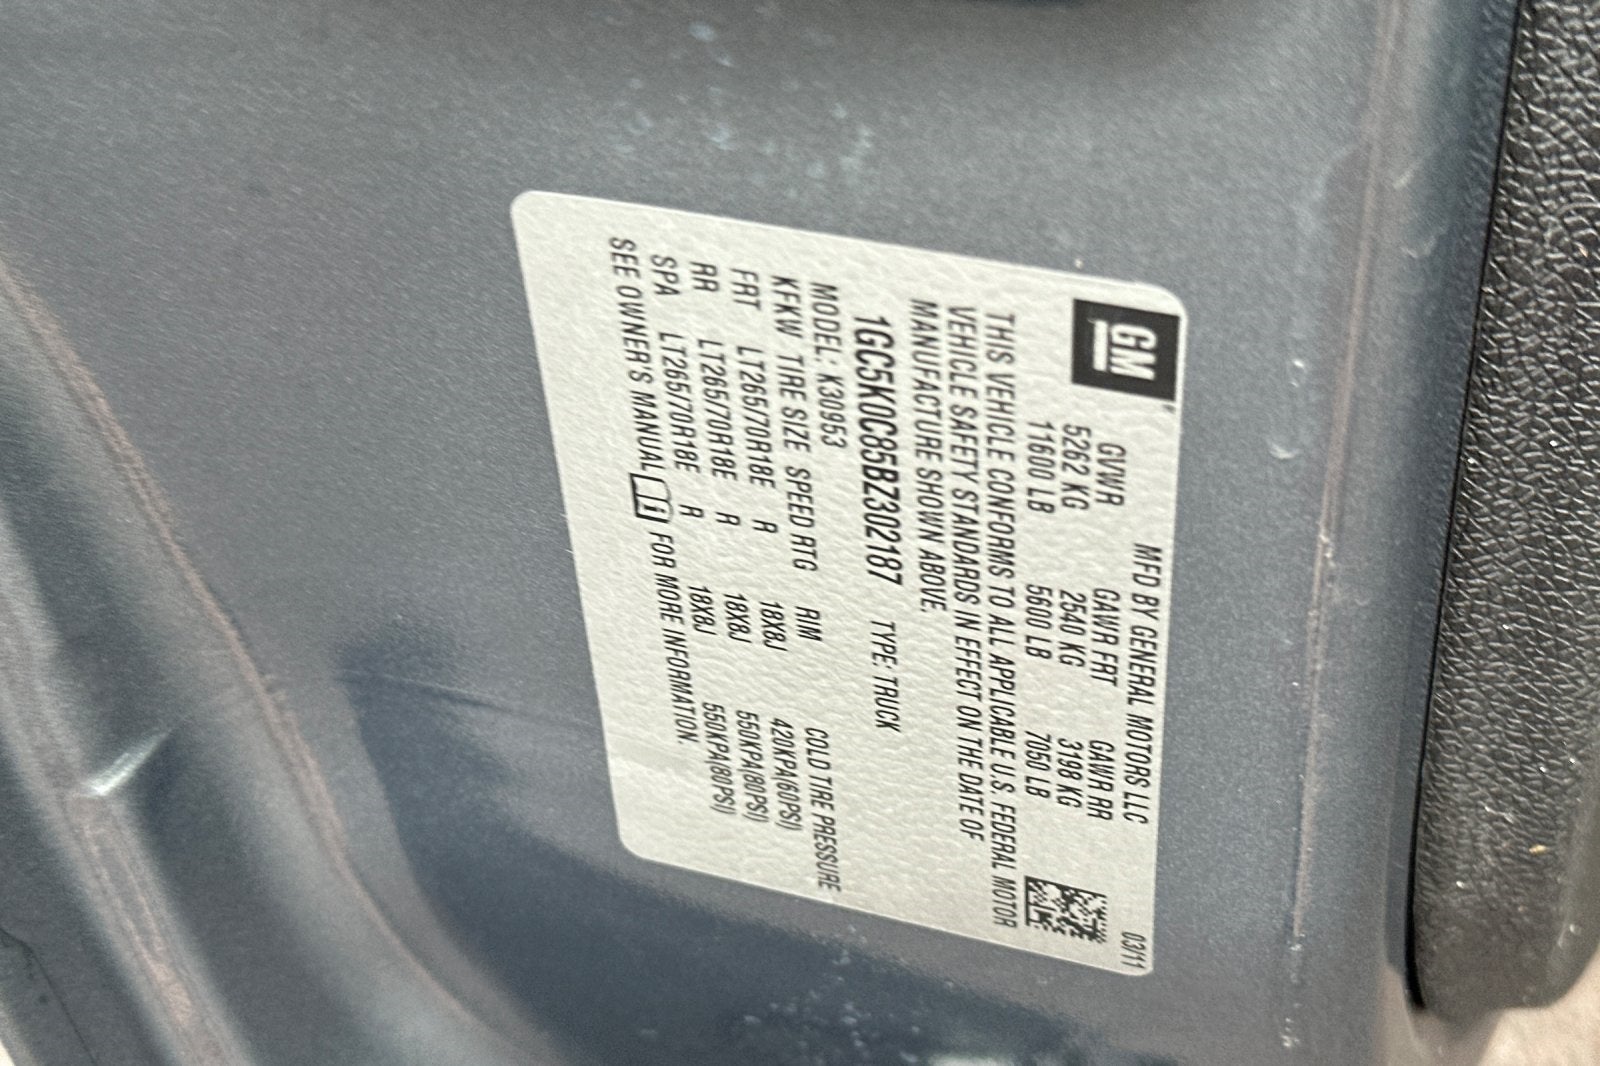 GM
MFD BY GENERAL MOTORS LLC 03/11
GVWR GAWR FRT GAWR RR
5262 KG 2540 KG 3198 KG
11600 LB 5600 LB 7050 LB
THIS VEHICLE CONFORMS TO ALL APPLICABLE U.S. FEDERAL MOTOR
VEHICLE SAFETY STANDARDS IN EFFECT ON THE DATE OF
MANUFACTURE SHOWN ABOVE.
1GC5K0C85BZ302187 TYPE: TRUCK
MODEL: K30953
KFKW TIRE SIZE SPEED RTG RIM COLD TIRE PRESSURE
FRT LT265/70R18E R 18X8J 420KPA(60PSI)
RR LT265/70R18E R 18X8J 550KPA(80PSI)
SPA LT265/70R18E R 18X8J 550KPA(80PSI)
SEE OWNER'S MANUAL FOR MORE INFORMATION.